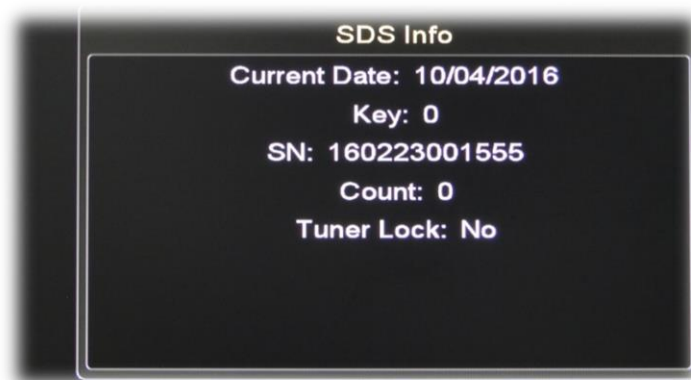 SDS Info
Current Date: 10/04/2016
Key: 0
SN: 160223001555
Count: 0
Tuner Lock: No